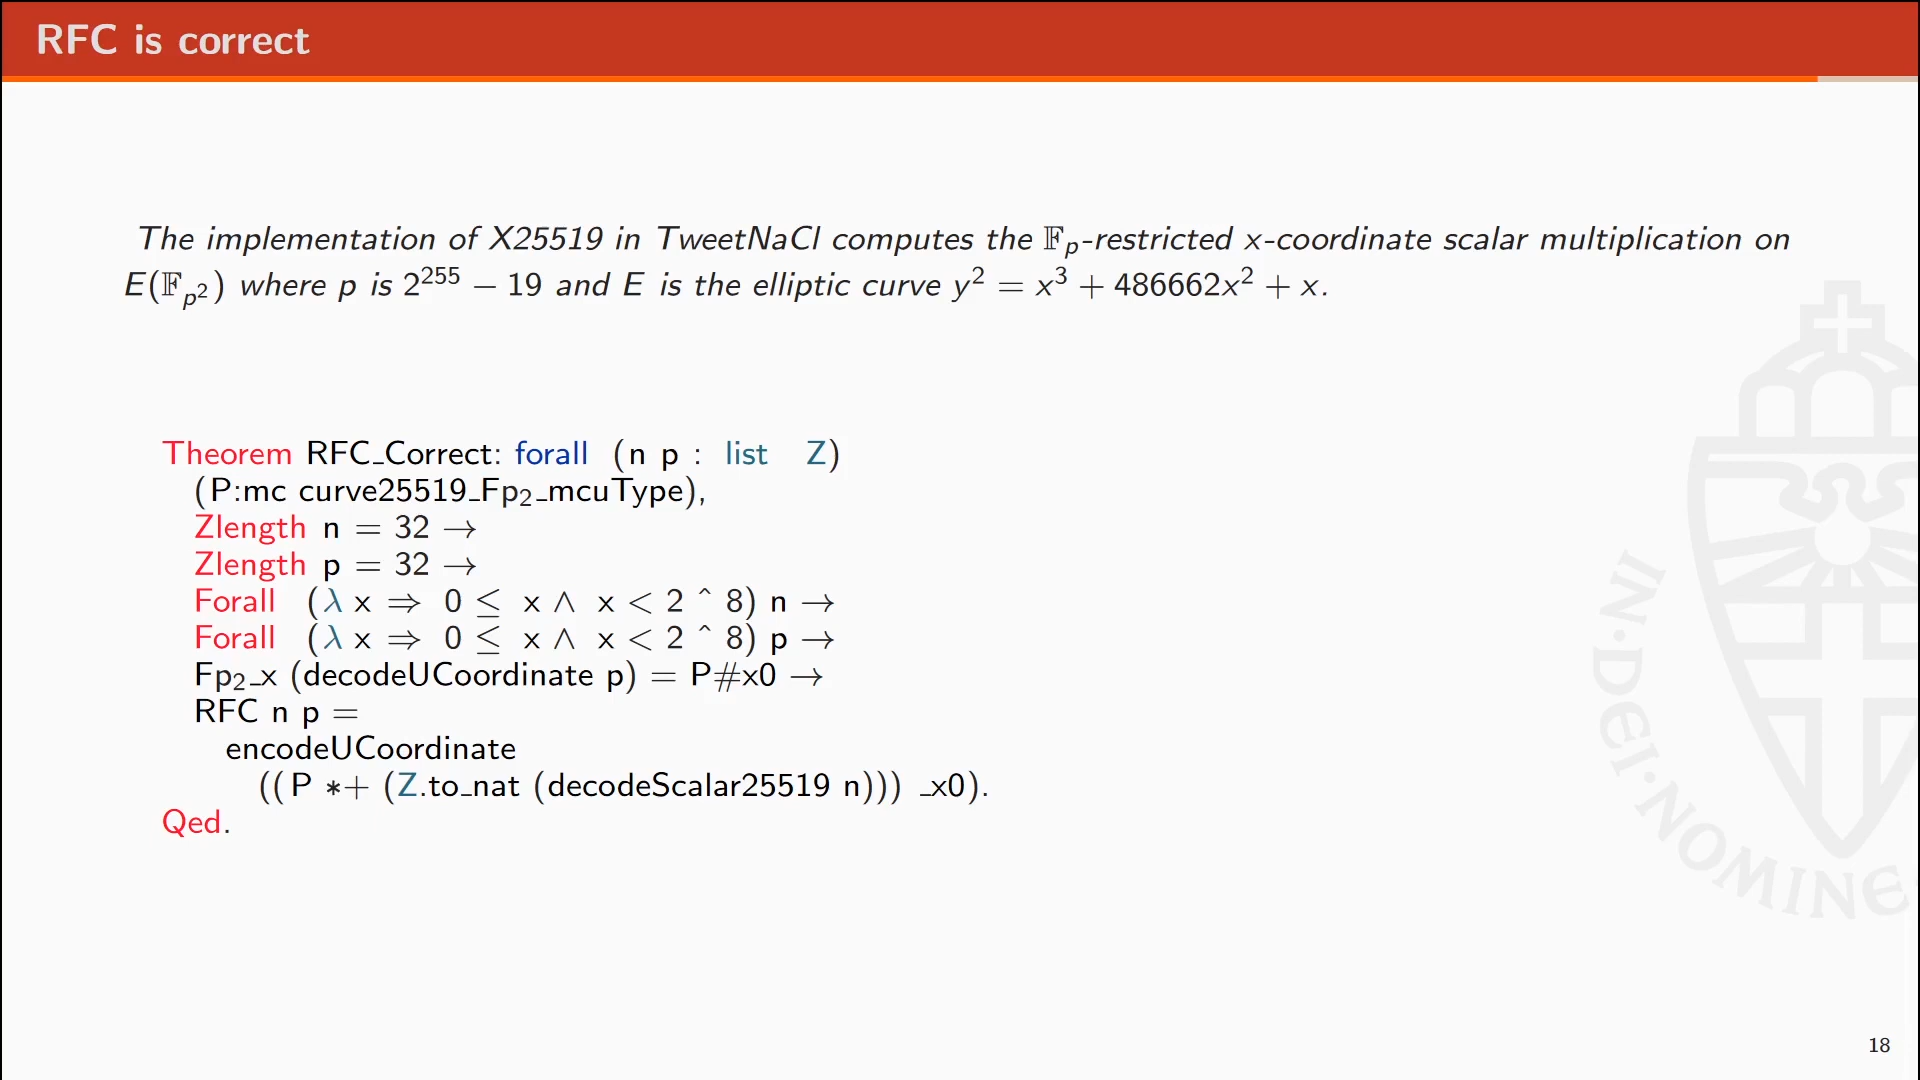 RFC is correct
The implementation of X25519 in TweetNaCl computes the 𝔽ₚ-restricted x-coordinate scalar multiplication on
E(𝔽ₚ²) where p is 2²⁵⁵ − 19 and E is the elliptic curve y² = x³ + 486662x² + x.
Theorem RFC_Correct: forall (n p : list Z)
(P:mc curve25519_Fp₂_mcuType),
Zlength n = 32 →
Zlength p = 32 →
Forall (λ x ⇒ 0 ≤ x ∧ x < 2 ^ 8) n →
Forall (λ x ⇒ 0 ≤ x ∧ x < 2 ^ 8) p →
Fp₂_x (decodeUCoordinate p) = P#x0 →
RFC n p =
encodeUCoordinate
((P *+ (Z.to_nat (decodeScalar25519 n))) _x0).
Qed.
IN·DEI·NOMINE
18